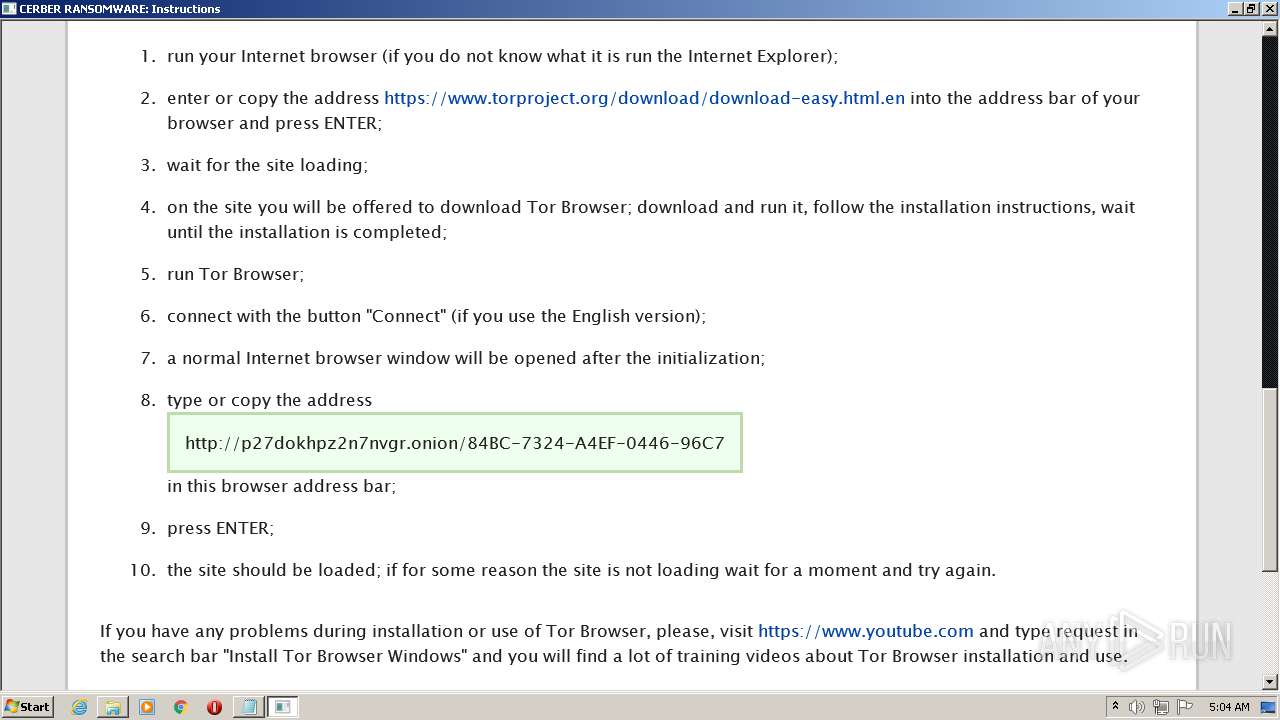 CERBER RANSOMWARE: Instructions
1. run your Internet browser (if you do not know what it is run the Internet Explorer);
2. enter or copy the address https://www.torproject.org/download/download-easy.html.en into the address bar of your
browser and press ENTER;
3. wait for the site loading;
4. on the site you will be offered to download Tor Browser; download and run it, follow the installation instructions, wait
until the installation is completed;
5. run Tor Browser;
6. connect with the button "Connect" (if you use the English version);
7. a normal Internet browser window will be opened after the initialization;
8. type or copy the address
http://p27dokhpz2n7nvgr.onion/84BC-7324-A4EF-0446-96C7
in this browser address bar;
9. press ENTER;
10. the site should be loaded; if for some reason the site is not loading wait for a moment and try again.
If you have any problems during installation or use of Tor Browser, please, visit https://www.youtube.com and type request in
the search bar "Install Tor Browser Windows" and you will find a lot of training videos about Tor Browser installation and use.
ANY RUN
Start
5:04 AM